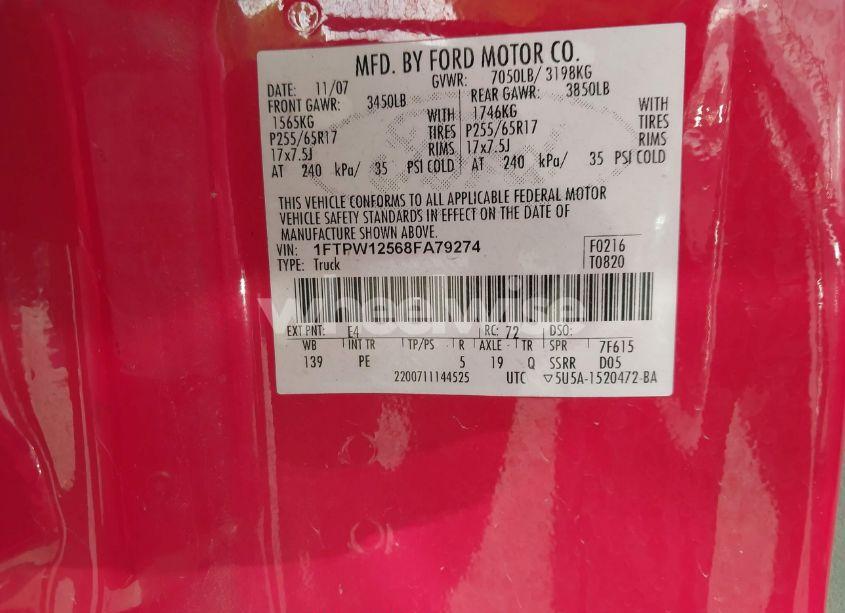 MFD. BY FORD MOTOR CO.
DATE: 11/07 GVWR: 7050LB/ 3198KG
FRONT GAWR: 3450LB REAR GAWR: 3850LB
1565KG WITH 1746KG WITH
P255/65R17 TIRES P255/65R17 TIRES
17x7.5J RIMS 17x7.5J RIMS
AT 240 kPa/ 35 PSI COLD AT 240 kPa/ 35 PSI COLD
THIS VEHICLE CONFORMS TO ALL APPLICABLE FEDERAL MOTOR
VEHICLE SAFETY STANDARDS IN EFFECT ON THE DATE OF
MANUFACTURE SHOWN ABOVE.
VIN: 1FTPW12568FA79274 F0216
TYPE: Truck T0820
wheelwise
EXT PNT: E4 RC: 72 DSO:
WB INT TR TP/PS R AXLE TR SPR 7F615
139 PE 5 19 Q SSRR D05
2200711144525 UTC ▽5U5A-1520472-BA